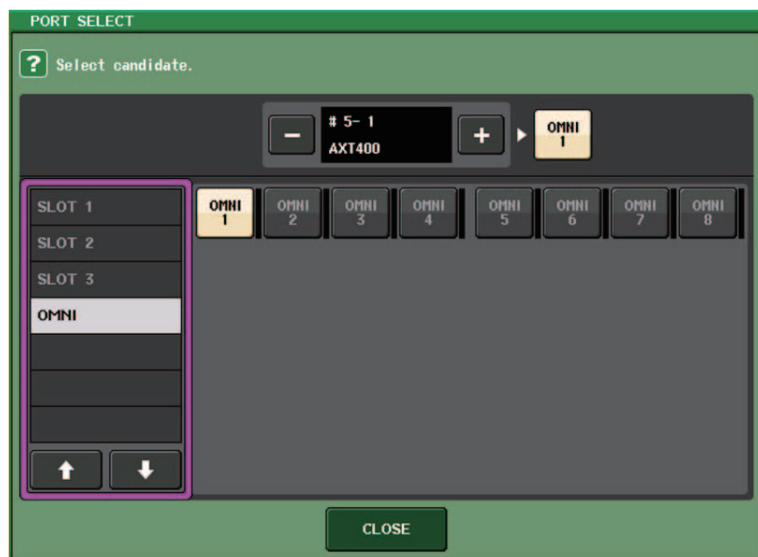 PORT SELECT
? Select candidate.
− # 5- 1 + OMNI
AXT400 1
SLOT 1
SLOT 2
SLOT 3
OMNI
OMNI 1
OMNI 2
OMNI 3
OMNI 4
OMNI 5
OMNI 6
OMNI 7
OMNI 8
CLOSE